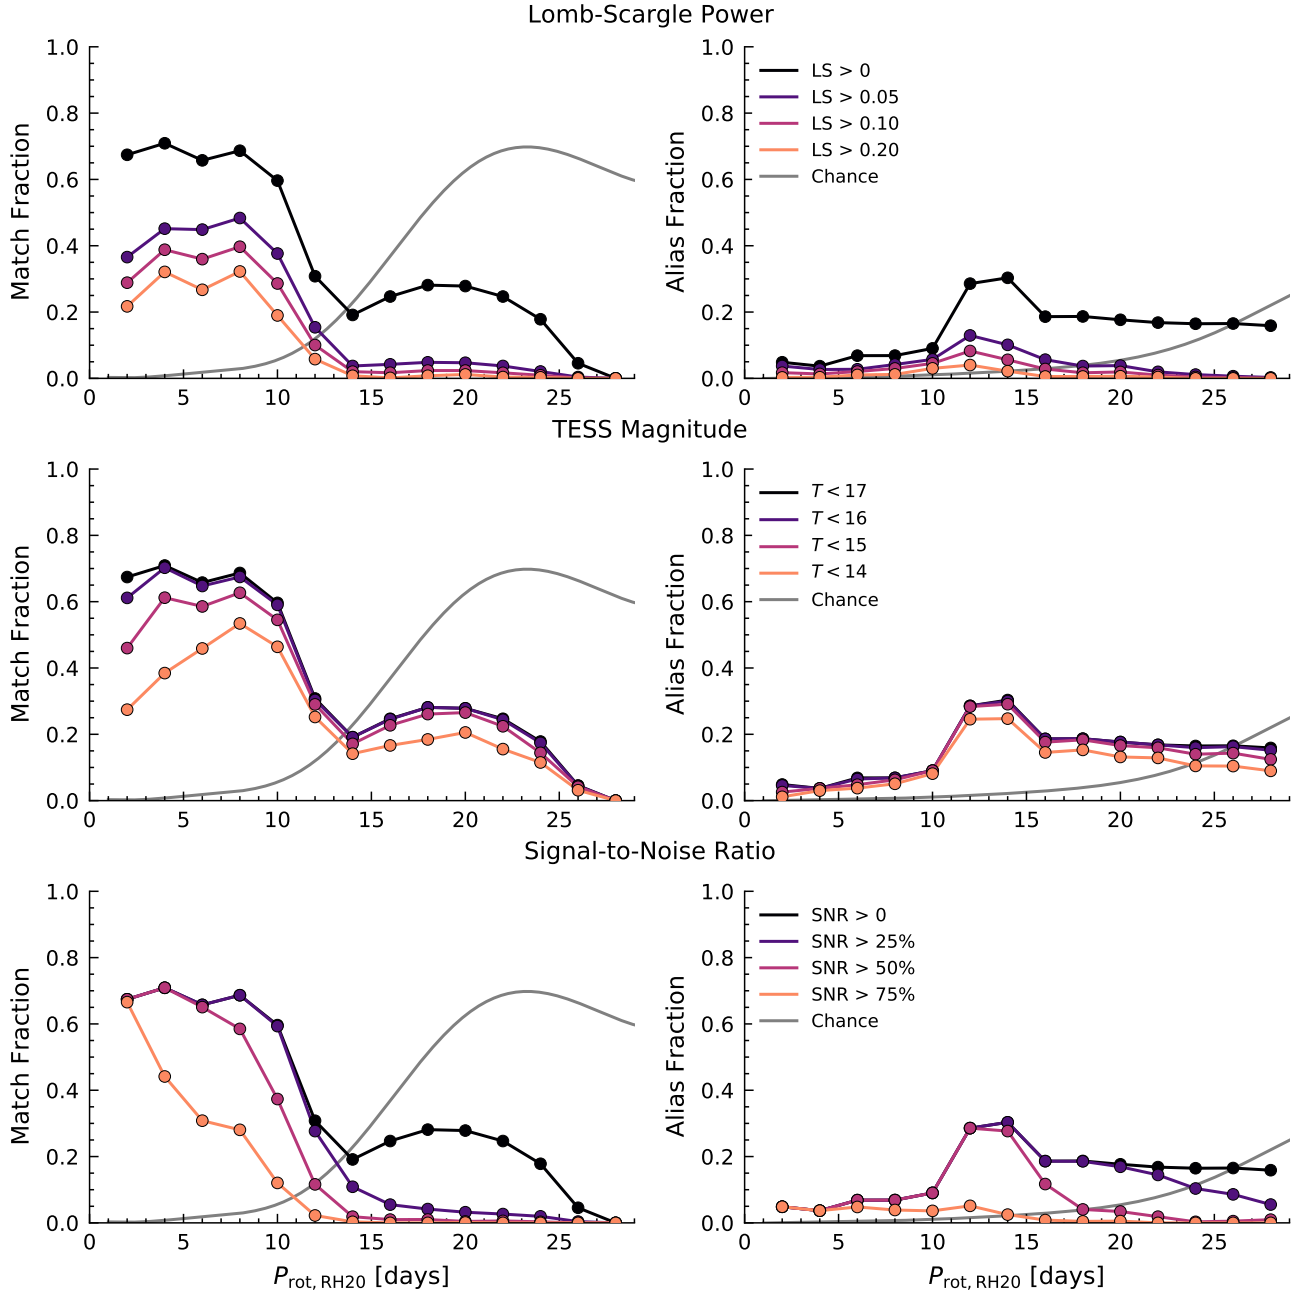 Lomb-Scargle Power
Match Fraction
1.0
0.8
0.6
0.4
0.2
0.0
0 5 10 15 20 25
Alias Fraction
1.0
0.8
0.6
0.4
0.2
0.0
0 5 10 15 20 25
LS > 0
LS > 0.05
LS > 0.10
LS > 0.20
Chance
TESS Magnitude
Match Fraction
1.0
0.8
0.6
0.4
0.2
0.0
0 5 10 15 20 25
Alias Fraction
1.0
0.8
0.6
0.4
0.2
0.0
0 5 10 15 20 25
T < 17
T < 16
T < 15
T < 14
Chance
Signal-to-Noise Ratio
Match Fraction
1.0
0.8
0.6
0.4
0.2
0.0
0 5 10 15 20 25
P_rot, RH20 [days]
Alias Fraction
1.0
0.8
0.6
0.4
0.2
0.0
0 5 10 15 20 25
SNR > 0
SNR > 25%
SNR > 50%
SNR > 75%
Chance
P_rot, RH20 [days]